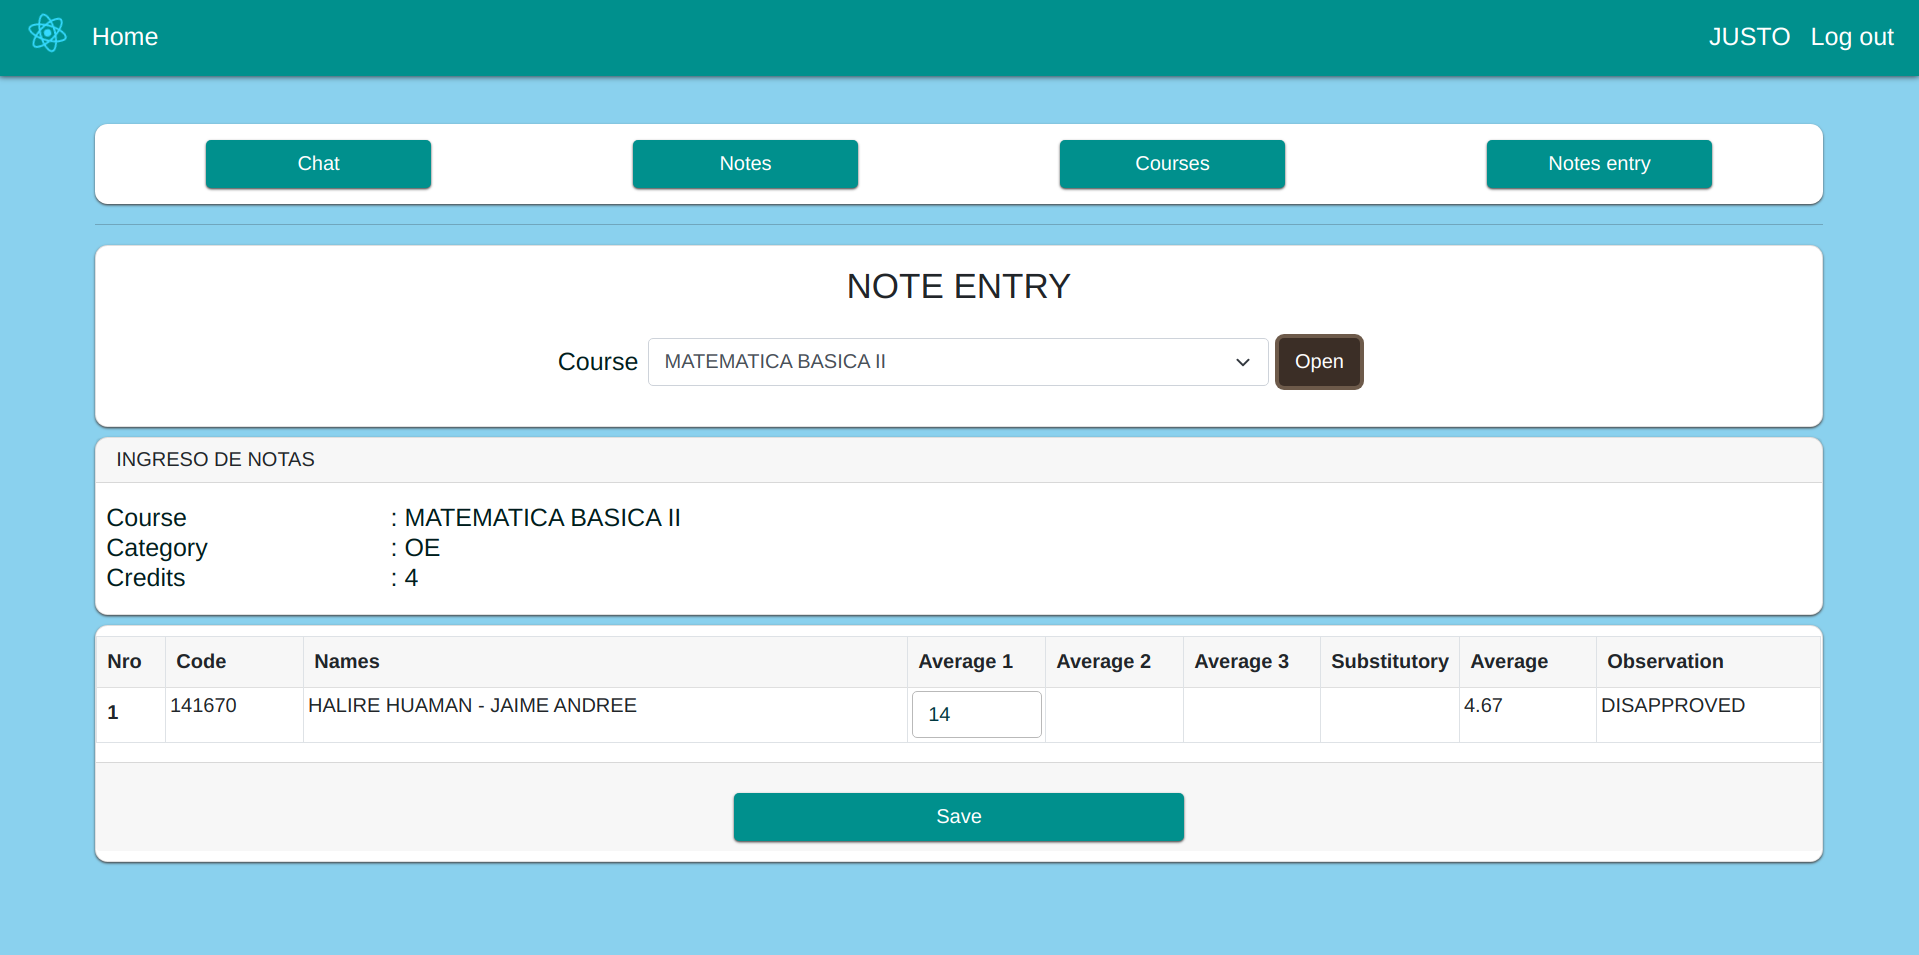 Home JUSTO Log out
Chat Notes Courses Notes entry
NOTE ENTRY
Course MATEMATICA BASICA II Open
INGRESO DE NOTAS
Course : MATEMATICA BASICA II
Category : OE
Credits : 4
Nro Code Names Average 1 Average 2 Average 3 Substitutory Average Observation
1 141670 HALIRE HUAMAN - JAIME ANDREE 14 4.67 DISAPPROVED
Save